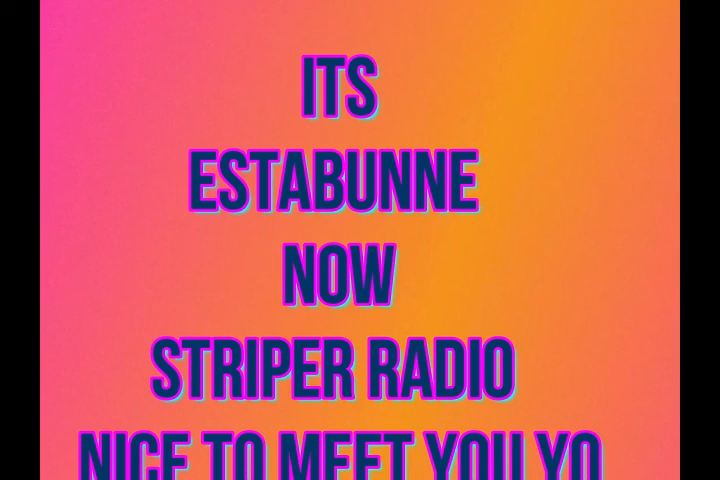 ITS
ESTABUNNE
NOW
STRIPER RADIO
NICE TO MEET YOU YO